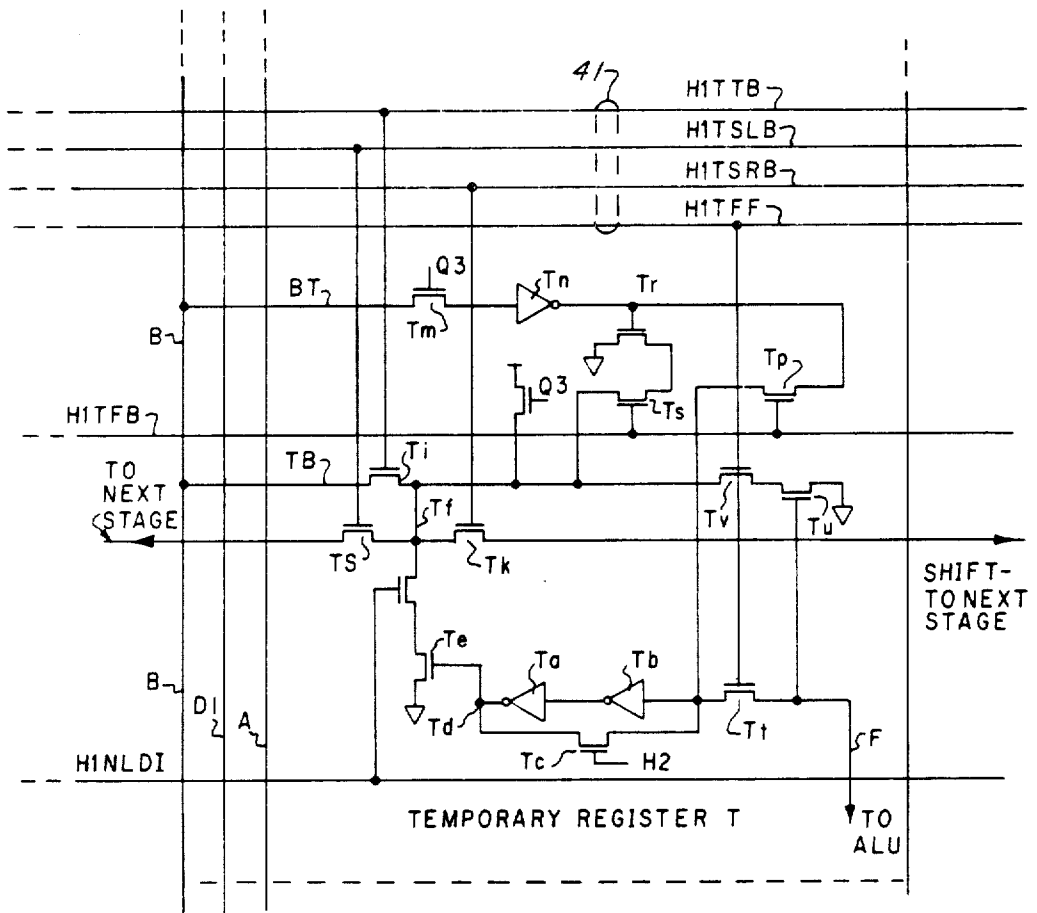 41
H1TTB
H1TSLB
H1TSRB
H1TFF
Q3
Tn
Tr
BT
Tm
B
Tp
Q3
Ts
H1TFB
TB
Ti
TO
NEXT
STAGE
Tf
Tv
Tu
TS
Tk
SHIFT-
TO NEXT
STAGE
Te
Ta
Tb
B
D1
A
Td
Tt
F
Tc
H2
H1NLDI
TEMPORARY REGISTER T
TO
ALU